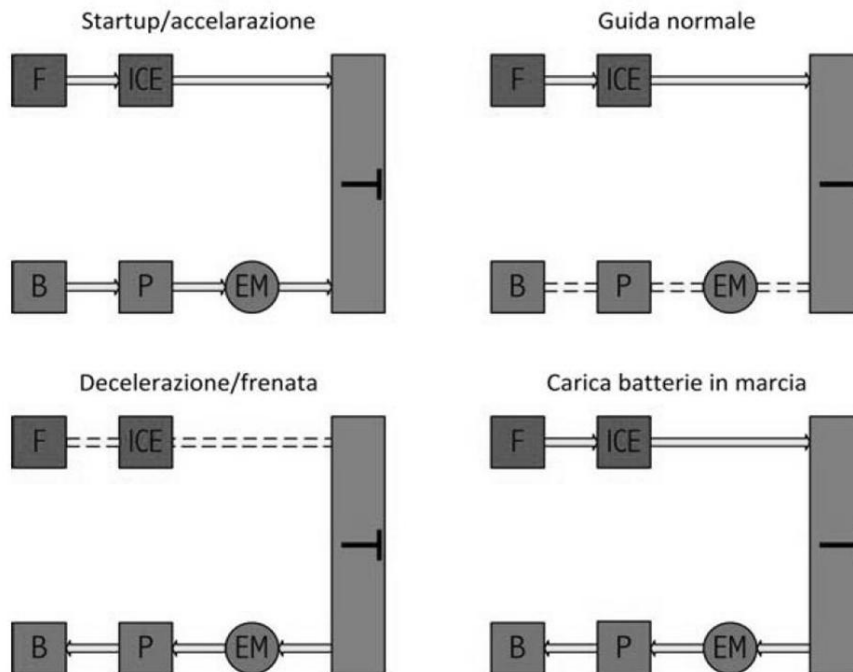 Startup/accelarazione
Guida normale
F ICE
F ICE
B P EM
B P EM
Decelerazione/frenata
Carica batterie in marcia
F ICE
F ICE
B P EM
B P EM